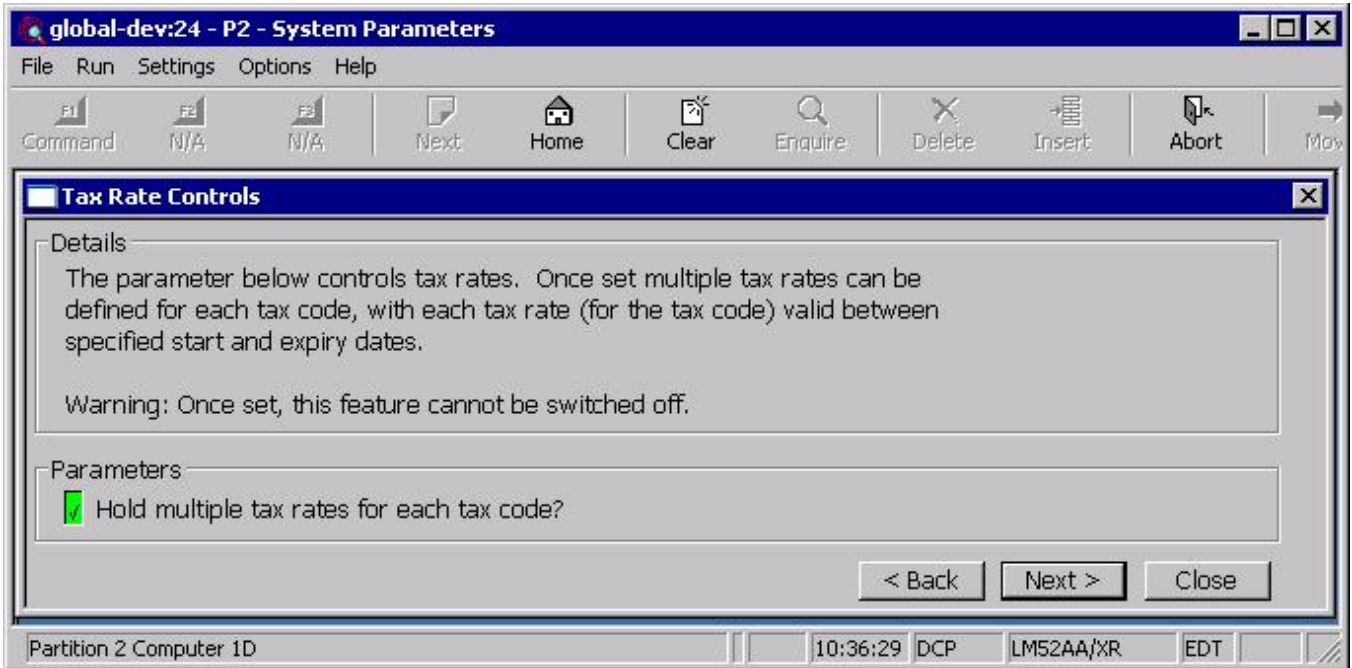 global-dev:24 - P2 - System Parameters
File Run Settings Options Help
F1 F2 F3
Command N/A N/A Next Home Clear Enquire Delete Insert Abort Mov
Tax Rate Controls
Details
The parameter below controls tax rates. Once set multiple tax rates can be
defined for each tax code, with each tax rate (for the tax code) valid between
specified start and expiry dates.
Warning: Once set, this feature cannot be switched off.
Parameters
Hold multiple tax rates for each tax code?
< Back Next > Close
Partition 2 Computer 1D 10:36:29 DCP LM52AA/XR EDT